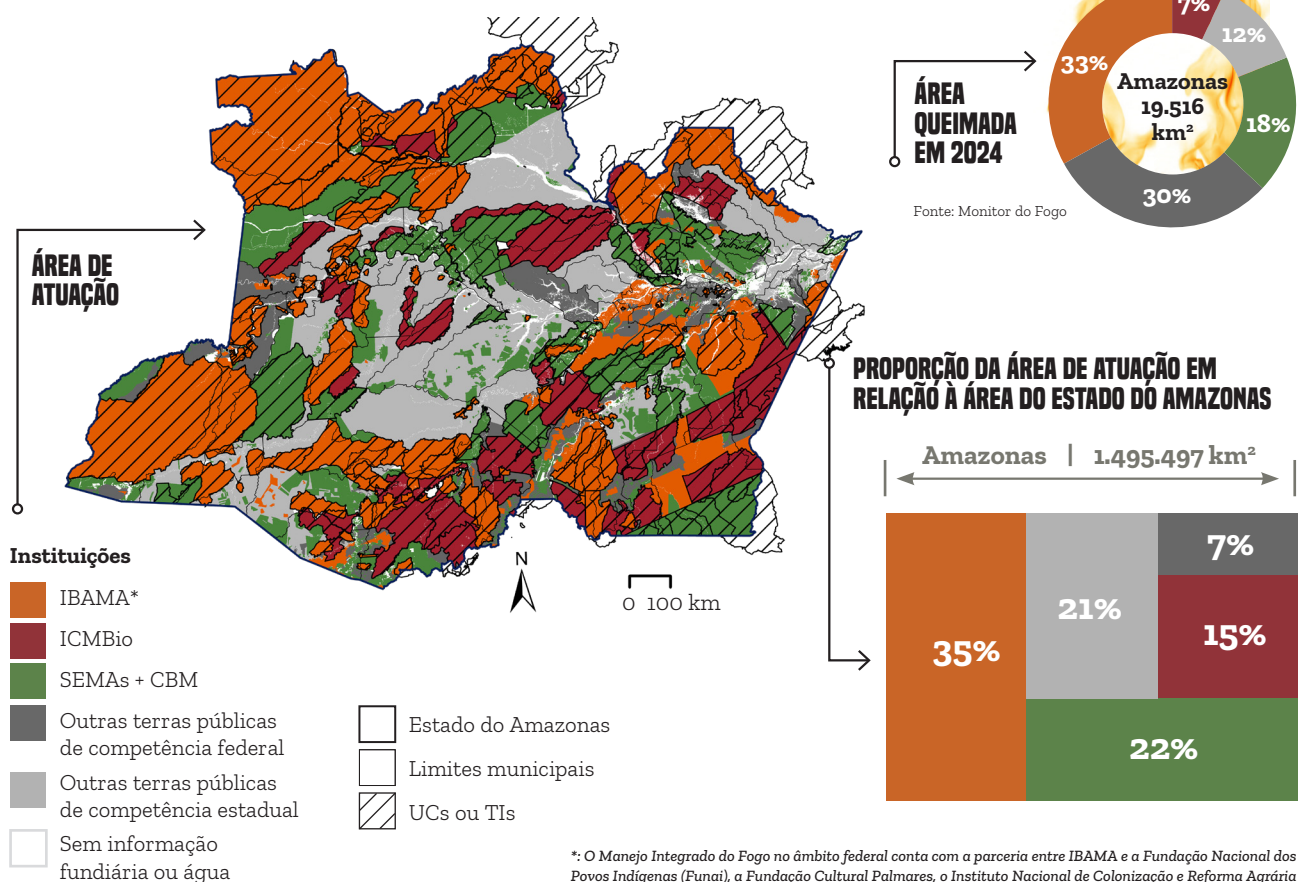 7%
12%
33%
Amazonas
19.516
km²
18%
30%
ÁREA
QUEIMADA
EM 2024
Fonte: Monitor do Fogo
ÁREA DE
ATUAÇÃO
PROPORÇÃO DA ÁREA DE ATUAÇÃO EM
RELAÇÃO À ÁREA DO ESTADO DO AMAZONAS
Amazonas | 1.495.497 km²
7%
21%
15%
35%
22%
N
0 100 km
Instituições
IBAMA*
ICMBio
SEMAs + CBM
Outras terras públicas
de competência federal
Outras terras públicas
de competência estadual
Sem informação
fundiária ou água
Estado do Amazonas
Limites municipais
UCs ou TIs
*: O Manejo Integrado do Fogo no âmbito federal conta com a parceria entre IBAMA e a Fundação Nacional dos
Povos Indígenas (Funai), a Fundação Cultural Palmares, o Instituto Nacional de Colonização e Reforma Agrária